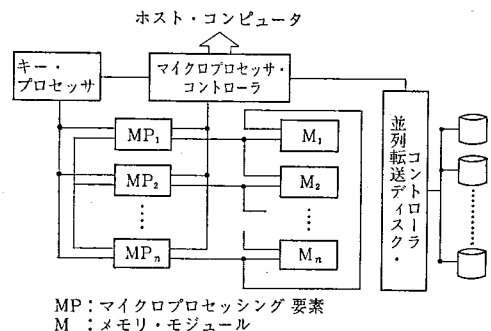 ホスト・コンピュータ
キー・
プロセッサ
マイクロプロセッサ・
コントローラ
MP₁
M₁
MP₂
M₂
MPₙ
Mₙ
並列転送ディスク・
コントローラ
MP：マイクロプロセッシング要素
M：メモリ・モジュール